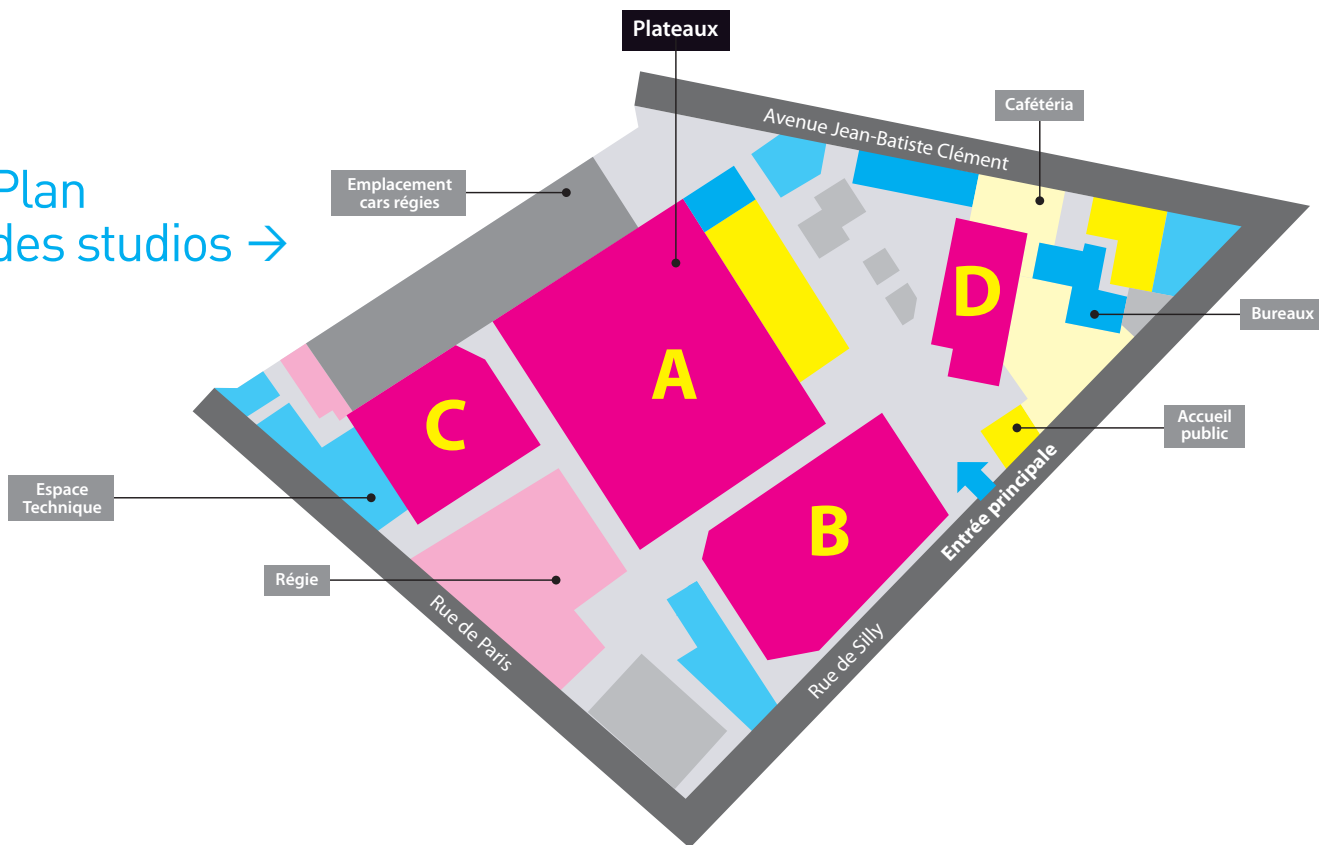 Plan
des studios →
Plateaux
Avenue Jean-Batiste Clément
Cafétéria
Emplacement
cars régies
Bureaux
D
A
C
B
Accueil
public
Entrée principale
Espace
Technique
Régie
Rue de Paris
Rue de Silly